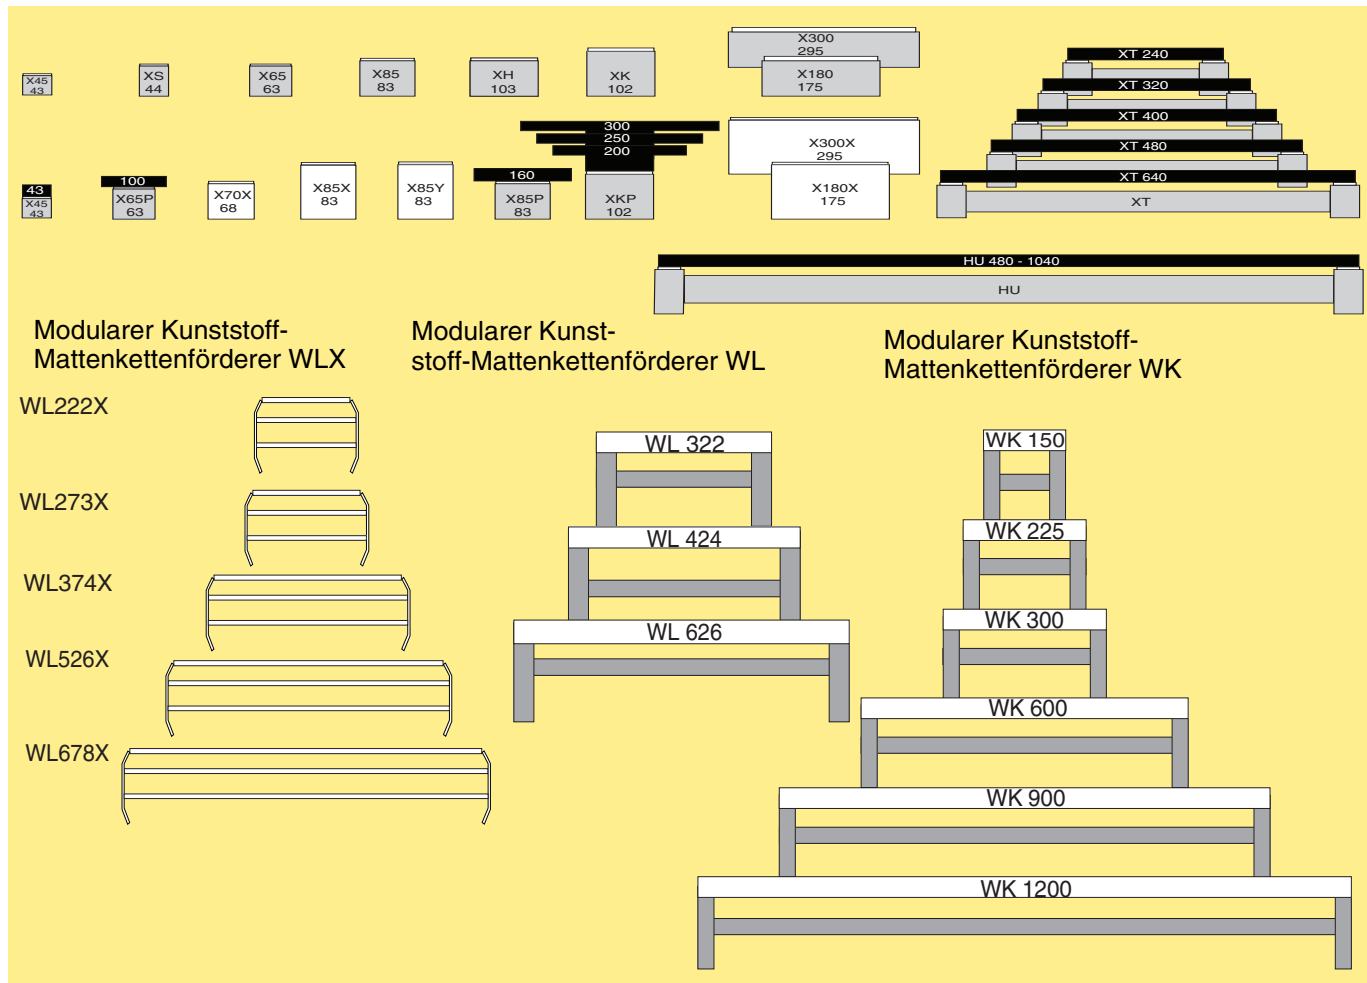 X45
43
XS
44
X65
63
X85
83
XH
103
XK
102
X300
295
X180
175
XT 240
XT 320
XT 400
XT 480
XT 640
XT
43
X45
43
100
X65P
63
X70X
68
X85X
83
X85Y
83
160
X85P
83
300
250
200
XKP
102
X300X
295
X180X
175
HU 480 - 1040
HU
Modularer Kunststoff-
Mattenkettenförderer WLX
WL222X
WL273X
WL374X
WL526X
WL678X
Modularer Kunst-
stoff-Mattenkettenförderer WL
WL 322
WL 424
WL 626
Modularer Kunststoff-
Mattenkettenförderer WK
WK 150
WK 225
WK 300
WK 600
WK 900
WK 1200